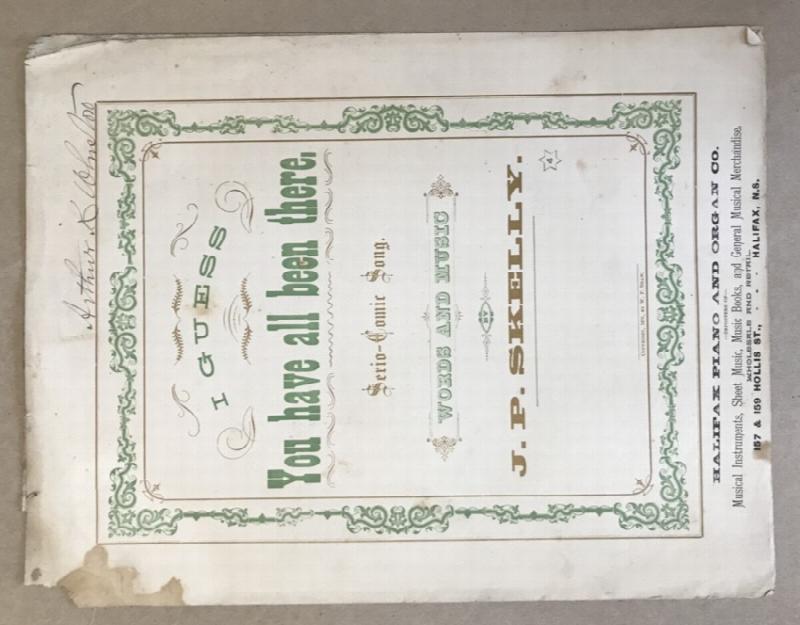 I GUESS
You have all been there.
Serio-Comic Song.
WORDS AND MUSIC
BY
J. P. SKELLY.
4
HALIFAX PIANO AND ORGAN CO.
Musical Instruments, Sheet Music, Music Books, and General Musical Merchandise.
WHOLESALE AND RETAIL
157 & 159 HOLLIS ST., - - - HALIFAX, N.S.